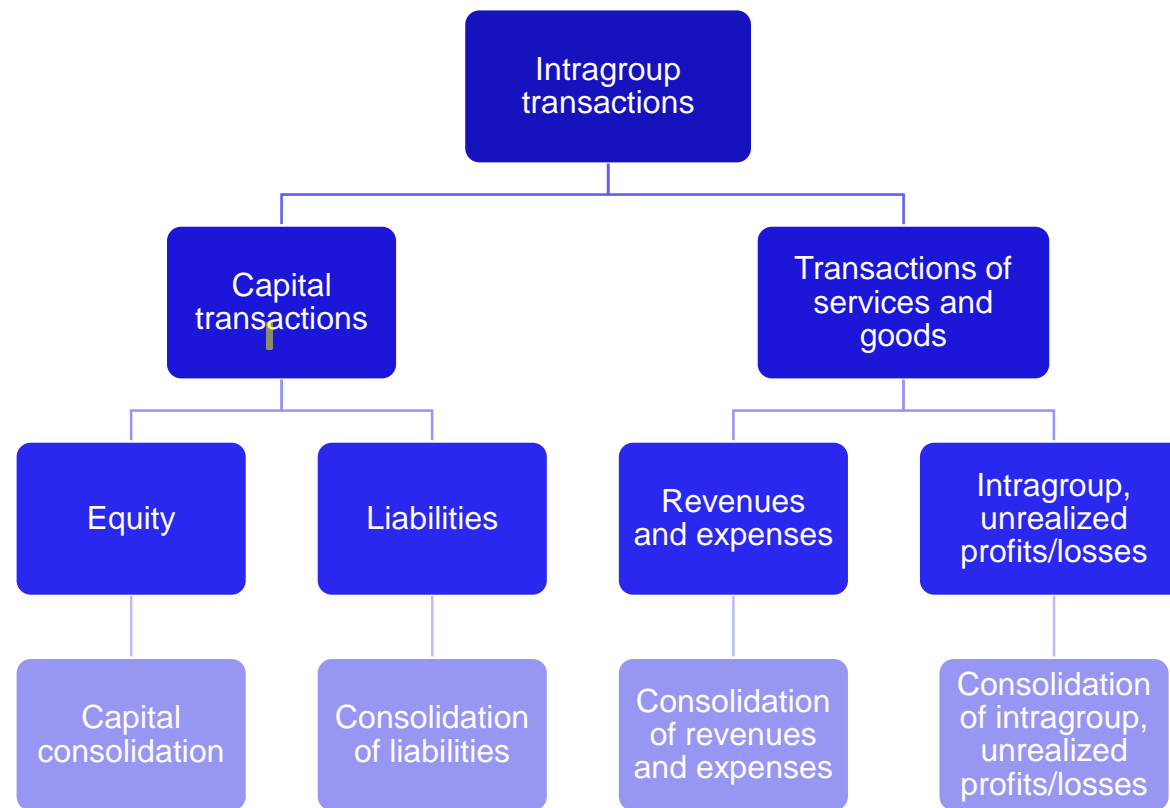 Intragroup
transactions
Capital
transactions
Transactions of
services and
goods
Equity
Liabilities
Revenues
and expenses
Intragroup,
unrealized
profits/losses
Capital
consolidation
Consolidation
of liabilities
Consolidation
of revenues
and expenses
Consolidation
of intragroup,
unrealized
profits/losses